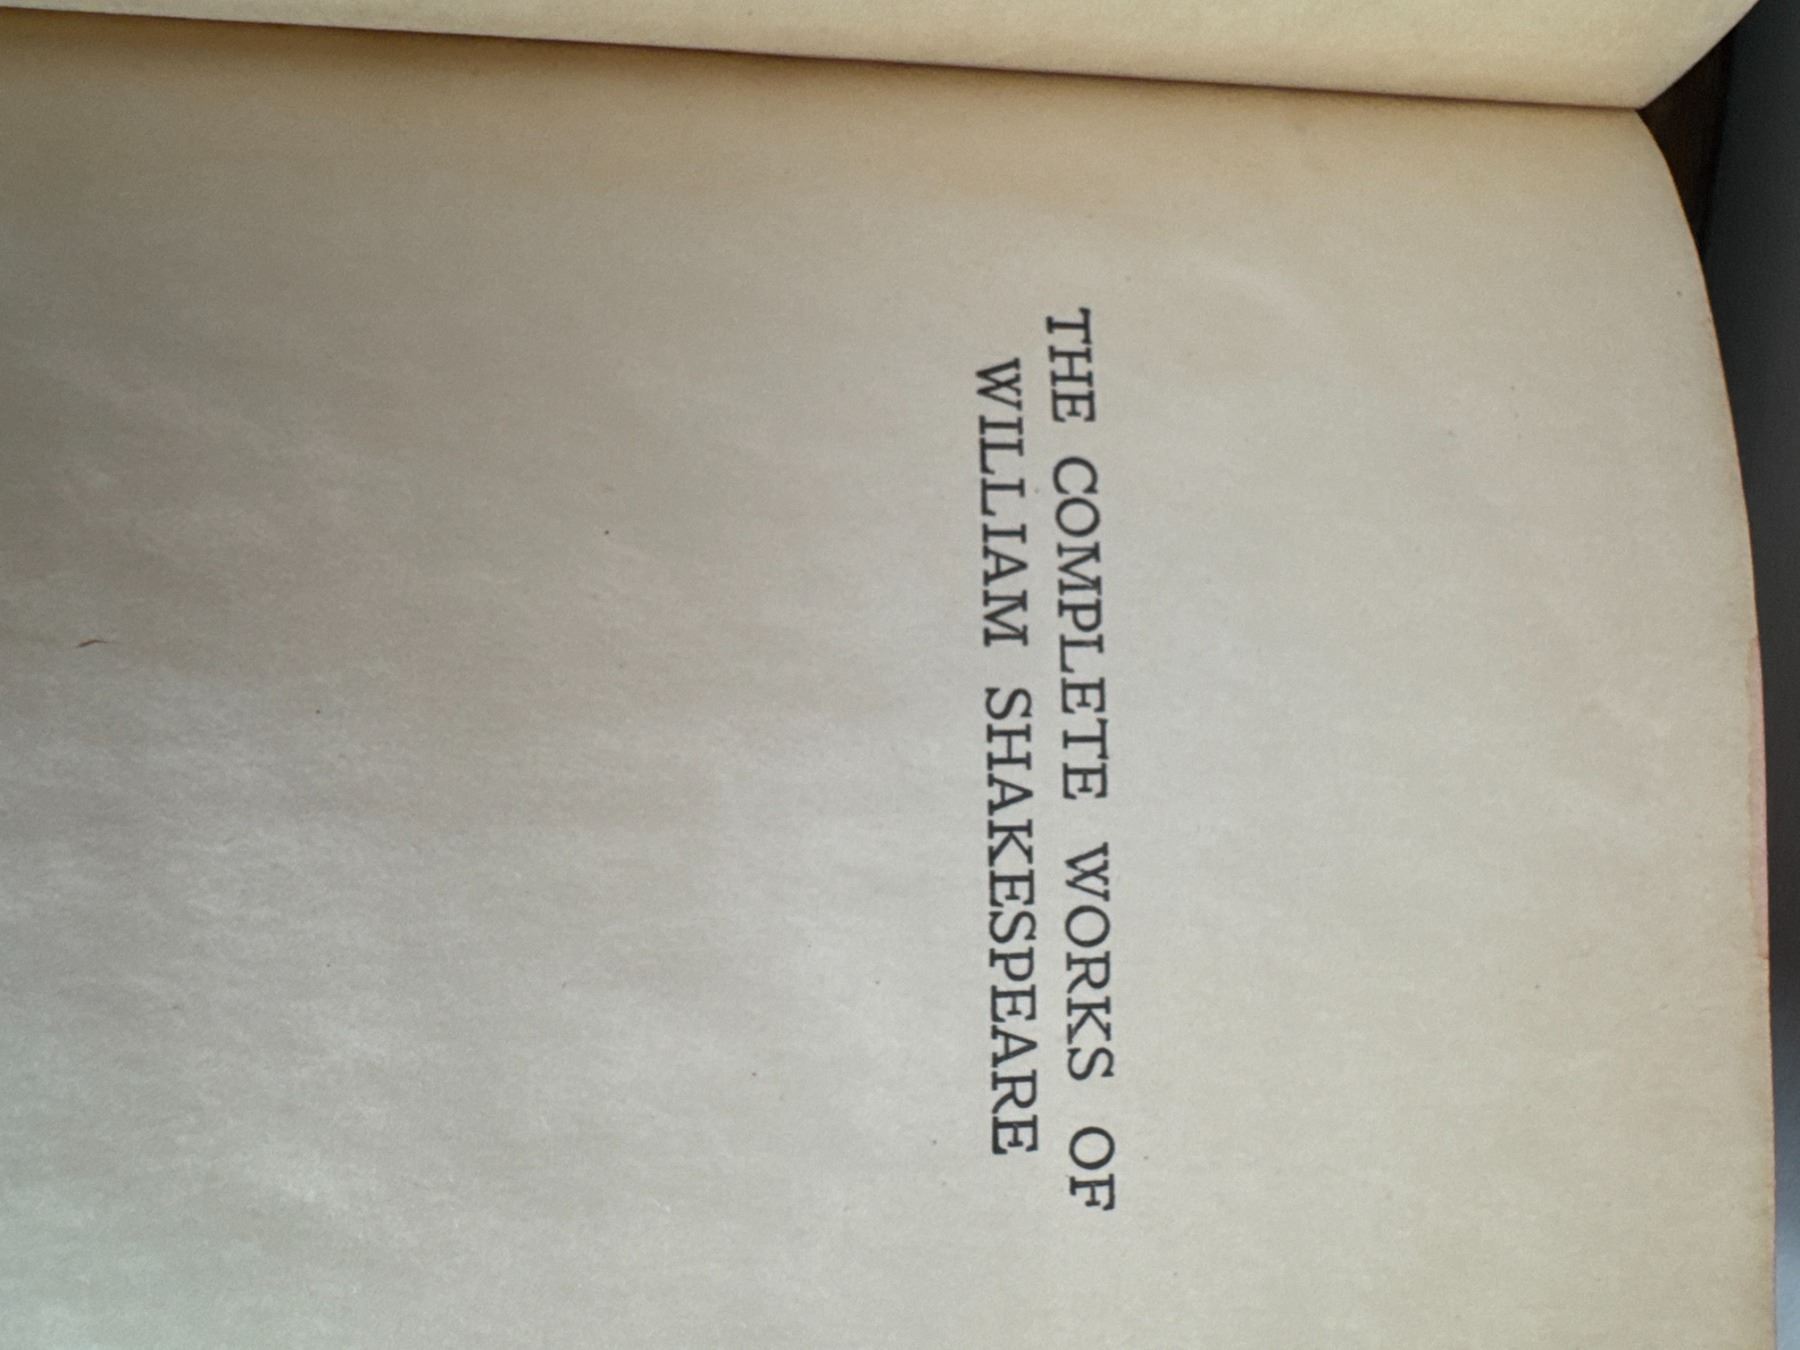 THE COMPLETE WORKS OF
WILLIAM SHAKESPEARE